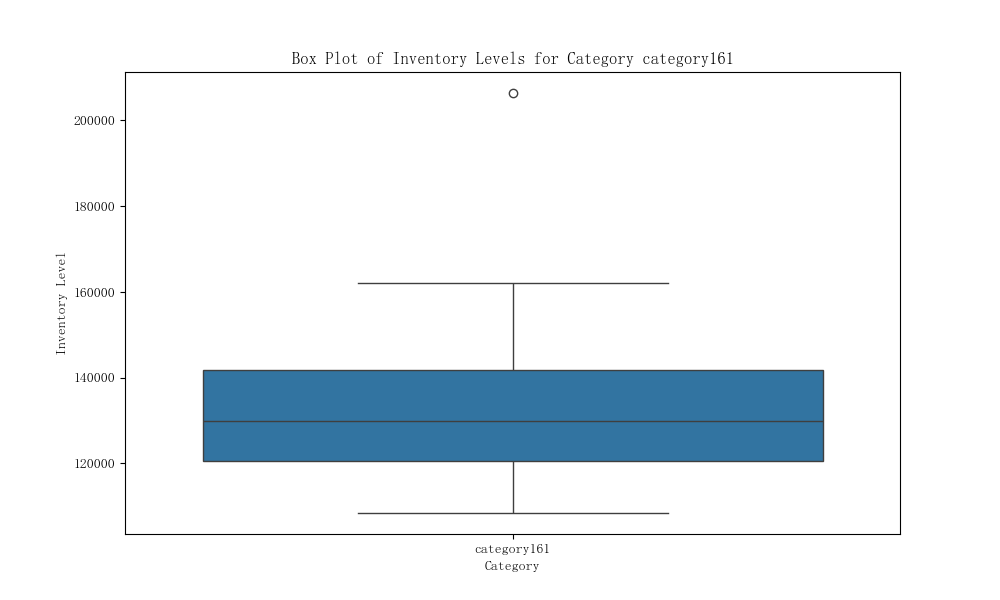 Box Plot of Inventory Levels for Category category161
200000
180000
160000
140000
120000
Inventory Level
category161
Category